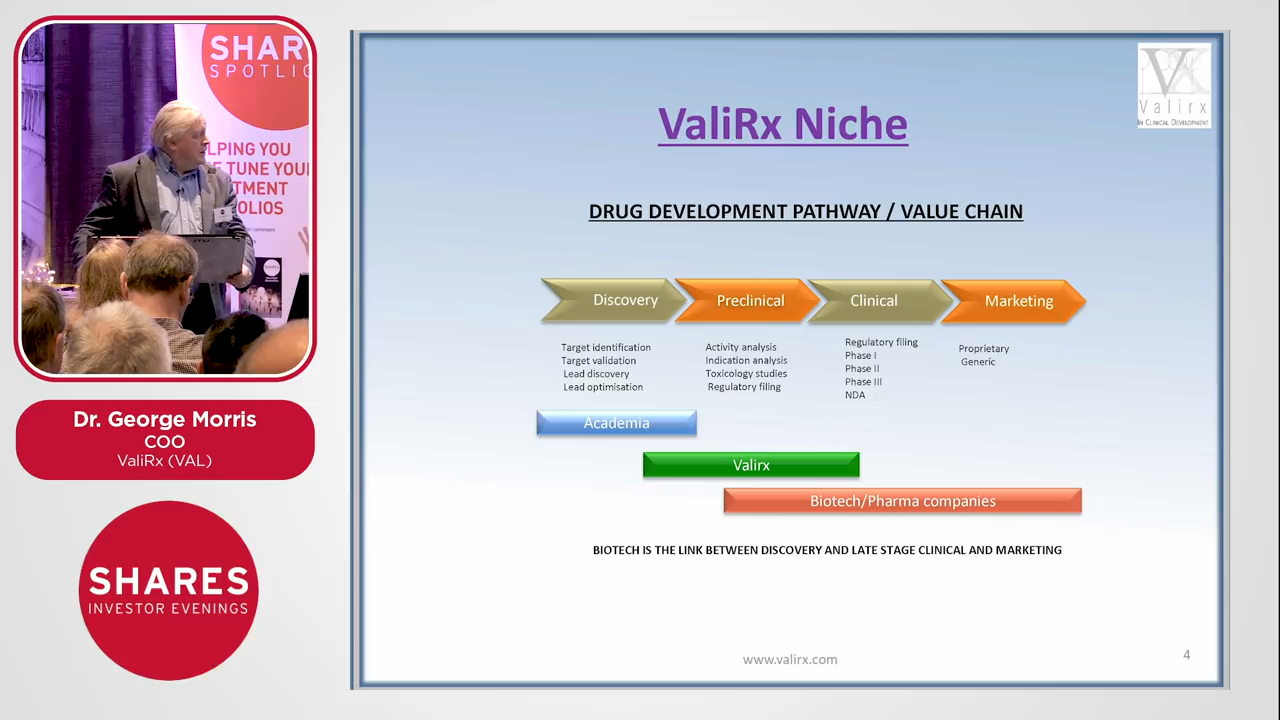 SHAR
SPOTLIG
LPING YOU
E TUNE YOUR
TMENT
OLIOS
Dr. George Morris
COO
ValiRx (VAL)
SHARES
INVESTOR EVENINGS
Valirx
IN CLINICAL DEVELOPMENT
ValiRx Niche
DRUG DEVELOPMENT PATHWAY / VALUE CHAIN
Discovery
Preclinical
Clinical
Marketing
Target identification
Target validation
Lead discovery
Lead optimisation
Activity analysis
Indication analysis
Toxicology studies
Regulatory filing
Regulatory filing
Phase I
Phase II
Phase III
NDA
Proprietary
Generic
Academia
Valirx
Biotech/Pharma companies
BIOTECH IS THE LINK BETWEEN DISCOVERY AND LATE STAGE CLINICAL AND MARKETING
www.valirx.com
4